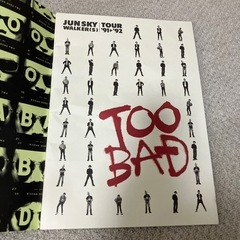 JUN SKY TOUR
WALKER(S) '91▸'92
TOO
BAD